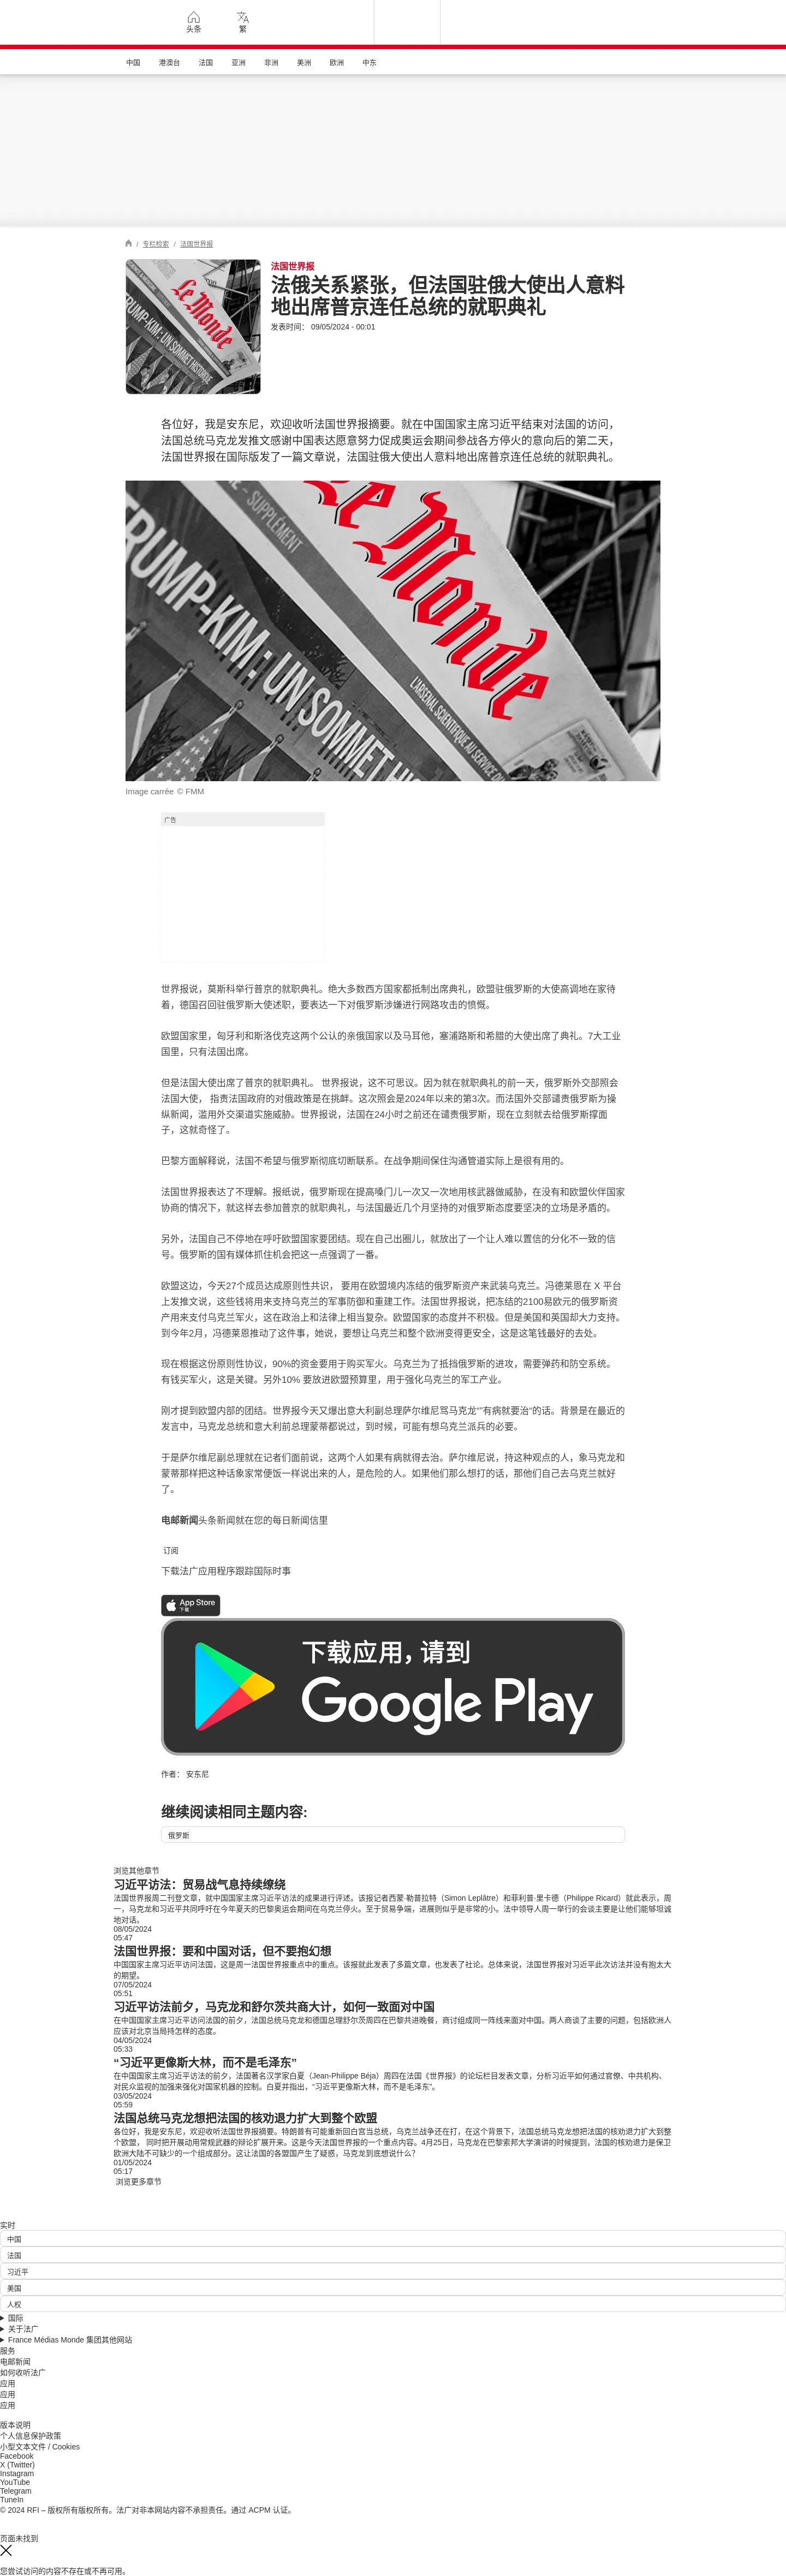 头条
繁
中国
港澳台
法国
亚洲
非洲
美洲
欧洲
中东
/ 专栏检索 / 法国世界报
法国世界报
法俄关系紧张，但法国驻俄大使出人意料
地出席普京连任总统的就职典礼
发表时间： 09/05/2024 - 00:01
Le Monde
TRUMP-KIM : UN SOMMET HISTORIQUE
各位好，我是安东尼，欢迎收听法国世界报摘要。就在中国国家主席习近平结束对法国的访问，
法国总统马克龙发推文感谢中国表达愿意努力促成奥运会期间参战各方停火的意向后的第二天，
法国世界报在国际版发了一篇文章说，法国驻俄大使出人意料地出席普京连任总统的就职典礼。
SUPPLEMENT
Le Monde
TRUMP-KIM : UN SOMMET HISTORIQUE
Image carrée © FMM
广告
世界报说，莫斯科举行普京的就职典礼。绝大多数西方国家都抵制出席典礼，欧盟驻俄罗斯的大使高调地在家待
着，德国召回驻俄罗斯大使述职，要表达一下对俄罗斯涉嫌进行网路攻击的愤慨。
欧盟国家里，匈牙利和斯洛伐克这两个公认的亲俄国家以及马耳他，塞浦路斯和希腊的大使出席了典礼。7大工业
国里，只有法国出席。
但是法国大使出席了普京的就职典礼。 世界报说，这不可思议。因为就在就职典礼的前一天，俄罗斯外交部照会
法国大使， 指责法国政府的对俄政策是在挑衅。这次照会是2024年以来的第3次。而法国外交部谴责俄罗斯为操
纵新闻，滥用外交渠道实施威胁。世界报说，法国在24小时之前还在谴责俄罗斯，现在立刻就去给俄罗斯撑面
子，这就奇怪了。
巴黎方面解释说，法国不希望与俄罗斯彻底切断联系。在战争期间保住沟通管道实际上是很有用的。
法国世界报表达了不理解。报纸说，俄罗斯现在提高嗓门儿一次又一次地用核武器做威胁，在没有和欧盟伙伴国家
协商的情况下，就这样去参加普京的就职典礼，与法国最近几个月坚持的对俄罗斯态度要坚决的立场是矛盾的。
另外，法国自己不停地在呼吁欧盟国家要团结。现在自己出圈儿，就放出了一个让人难以置信的分化不一致的信
号。俄罗斯的国有媒体抓住机会把这一点强调了一番。
欧盟这边，今天27个成员达成原则性共识， 要用在欧盟境内冻结的俄罗斯资产来武装乌克兰。冯德莱恩在 X 平台
上发推文说，这些钱将用来支持乌克兰的军事防御和重建工作。法国世界报说，把冻结的2100易欧元的俄罗斯资
产用来支付乌克兰军火，这在政治上和法律上相当复杂。欧盟国家的态度并不积极。但是美国和英国却大力支持。
到今年2月，冯德莱恩推动了这件事，她说，要想让乌克兰和整个欧洲变得更安全，这是这笔钱最好的去处。
现在根据这份原则性协议，90%的资金要用于购买军火。乌克兰为了抵挡俄罗斯的进攻，需要弹药和防空系统。
有钱买军火，这是关键。另外10% 要放进欧盟预算里，用于强化乌克兰的军工产业。
刚才提到欧盟内部的团结。世界报今天又爆出意大利副总理萨尔维尼骂马克龙“”有病就要治“的话。背景是在最近的
发言中，马克龙总统和意大利前总理蒙蒂都说过，到时候，可能有想乌克兰派兵的必要。
于是萨尔维尼副总理就在记者们面前说，这两个人如果有病就得去治。萨尔维尼说，持这种观点的人，象马克龙和
蒙蒂那样把这种话象家常便饭一样说出来的人，是危险的人。如果他们那么想打的话，那他们自己去乌克兰就好
了。
电邮新闻头条新闻就在您的每日新闻信里
订阅
下载法广应用程序跟踪国际时事
App Store
下载
下载应用，请到
Google Play
作者： 安东尼
继续阅读相同主题内容:
俄罗斯
浏览其他章节
习近平访法：贸易战气息持续缭绕
法国世界报周二刊登文章，就中国国家主席习近平访法的成果进行评述。该报记者西蒙·勒普拉特（Simon Leplâtre）和菲利普·里卡德（Philippe Ricard）就此表示，周
一，马克龙和习近平共同呼吁在今年夏天的巴黎奥运会期间在乌克兰停火。至于贸易争端，进展则似乎是非常的小。法中领导人周一举行的会谈主要是让他们能够坦诚
地对话。
08/05/2024
05:47
法国世界报：要和中国对话，但不要抱幻想
中国国家主席习近平访问法国，这是周一法国世界报重点中的重点。该报就此发表了多篇文章，也发表了社论。总体来说，法国世界报对习近平此次访法并没有抱太大
的期望。
07/05/2024
05:51
习近平访法前夕，马克龙和舒尔茨共商大计，如何一致面对中国
在中国国家主席习近平访问法国的前夕，法国总统马克龙和德国总理舒尔茨周四在巴黎共进晚餐，商讨组成同一阵线来面对中国。两人商谈了主要的问题，包括欧洲人
应该对北京当局持怎样的态度。
04/05/2024
05:33
“习近平更像斯大林，而不是毛泽东”
在中国国家主席习近平访法的前夕，法国著名汉学家白夏（Jean-Philippe Béja）周四在法国《世界报》的论坛栏目发表文章，分析习近平如何通过官僚、中共机构、
对民众监视的加强来强化对国家机器的控制。白夏并指出，“习近平更像斯大林，而不是毛泽东”。
03/05/2024
05:59
法国总统马克龙想把法国的核劝退力扩大到整个欧盟
各位好，我是安东尼，欢迎收听法国世界报摘要。特朗普有可能重新回白宫当总统，乌克兰战争还在打，在这个背景下，法国总统马克龙想把法国的核劝退力扩大到整
个欧盟， 同时把开展动用常规武器的辩论扩展开来。这是今天法国世界报的一个重点内容。4月25日，马克龙在巴黎索邦大学演讲的时候提到，法国的核劝退力是保卫
欧洲大陆不可缺少的一个组成部分。这让法国的各盟国产生了疑惑，马克龙到底想说什么？
01/05/2024
05:17
浏览更多章节
实时
中国
法国
习近平
美国
人权
国际
关于法广
France Médias Monde 集团其他网站
服务
电邮新闻
如何收听法广
应用
应用
应用
版本说明
个人信息保护政策
小型文本文件 / Cookies
Facebook
X (Twitter)
Instagram
YouTube
Telegram
TuneIn
© 2024 RFI – 版权所有版权所有。法广对非本网站内容不承担责任。通过 ACPM 认证。
页面未找到
您尝试访问的内容不存在或不再可用。